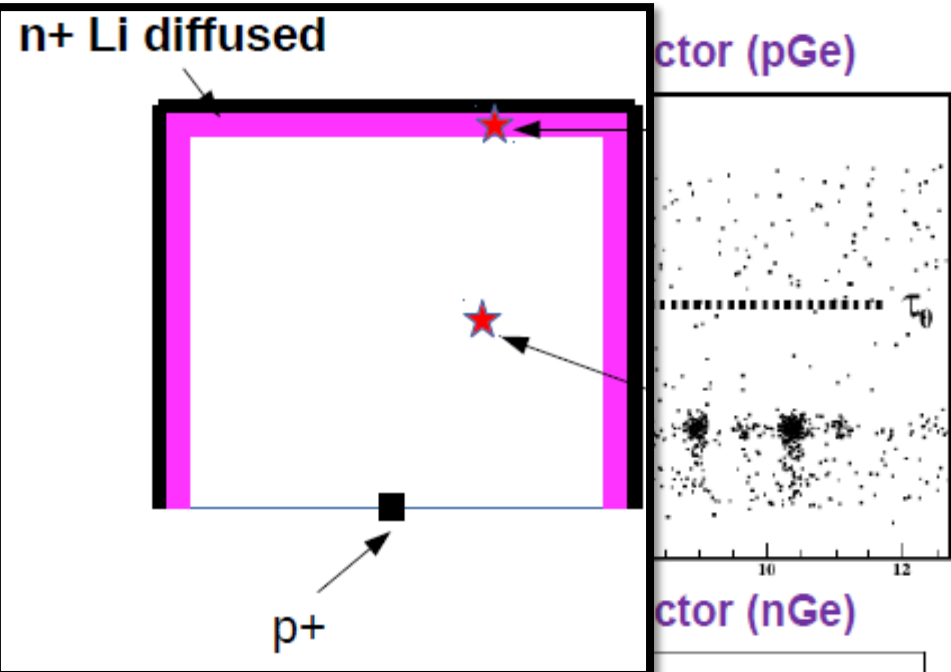 n+ Li diffused
ctor (pGe)
τ0
10
12
p+
ctor (nGe)